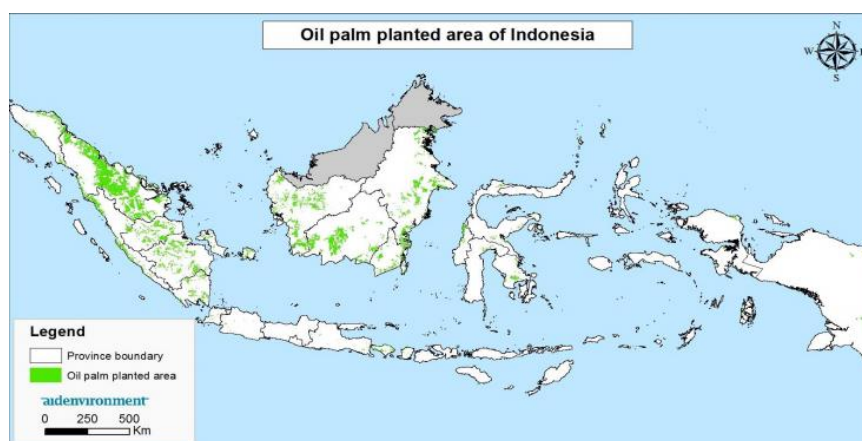 Oil palm planted area of Indonesia
N
W
E
S
Legend
Province boundary
Oil palm planted area
aidenvironment
0 250 500
Km